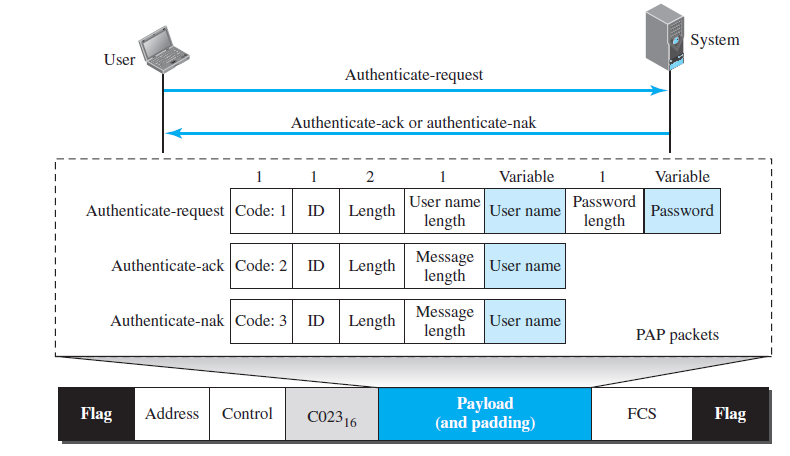 User
System
Authenticate-request
Authenticate-ack or authenticate-nak
1 1 2 1 Variable 1 Variable
Authenticate-request Code: 1 ID Length User name length User name Password length Password
Authenticate-ack Code: 2 ID Length Message length User name
Authenticate-nak Code: 3 ID Length Message length User name
PAP packets
Flag Address Control C023₁₆ Payload (and padding) FCS Flag